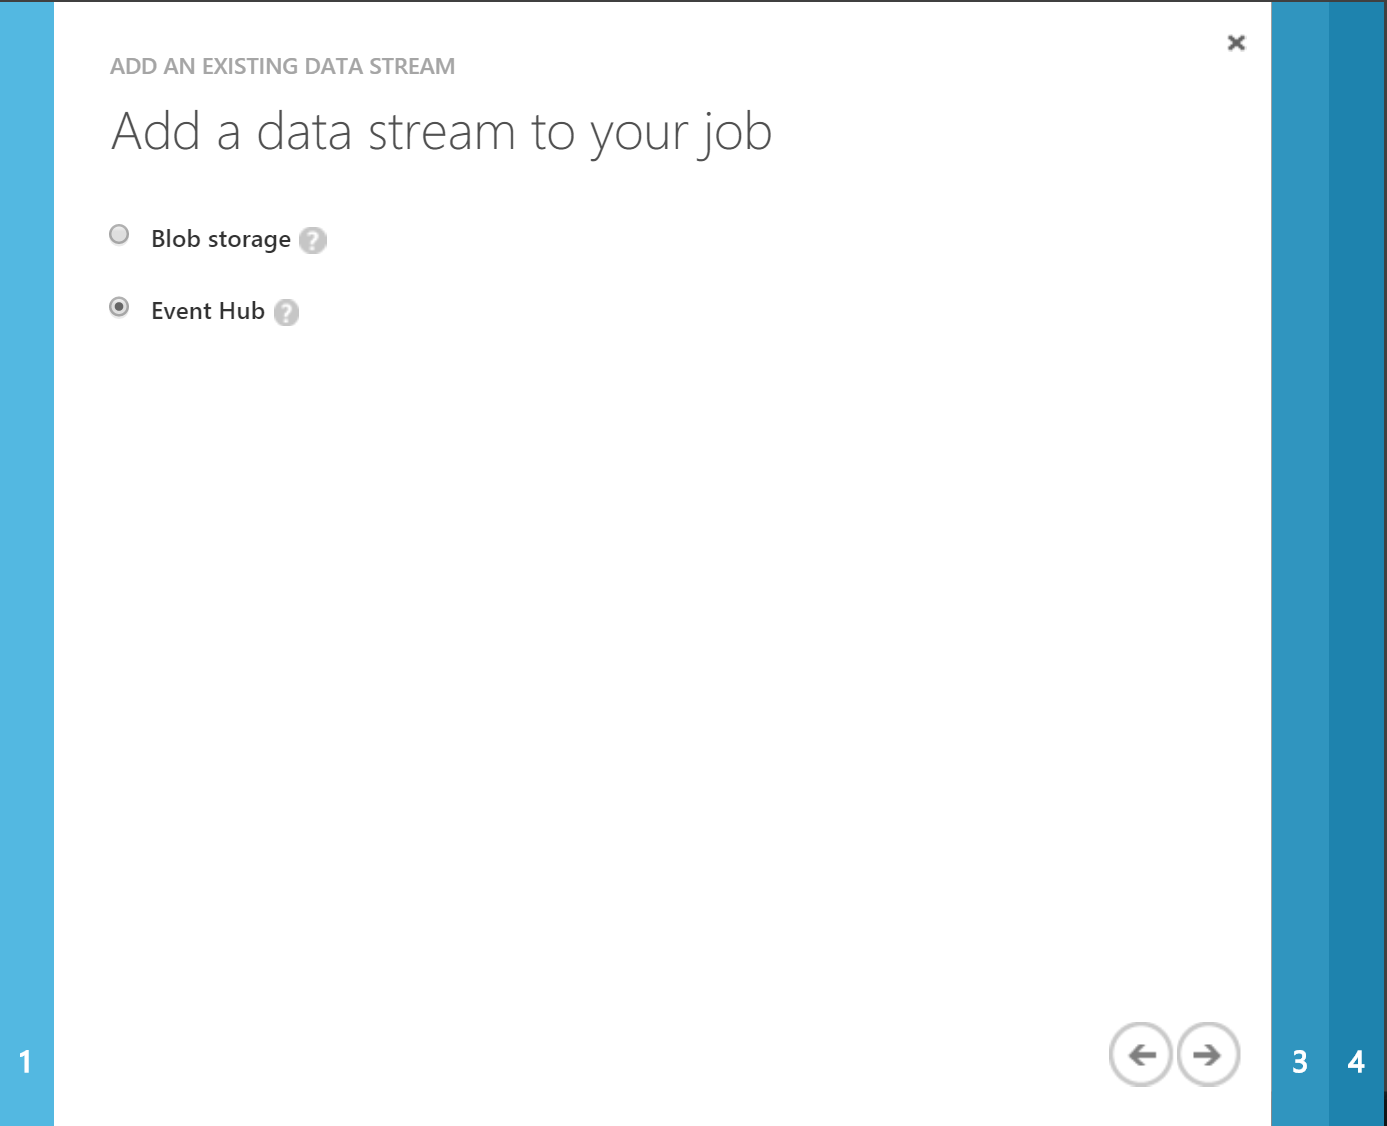 ADD AN EXISTING DATA STREAM
Add a data stream to your job
Blob storage ?
Event Hub ?
1
3
4